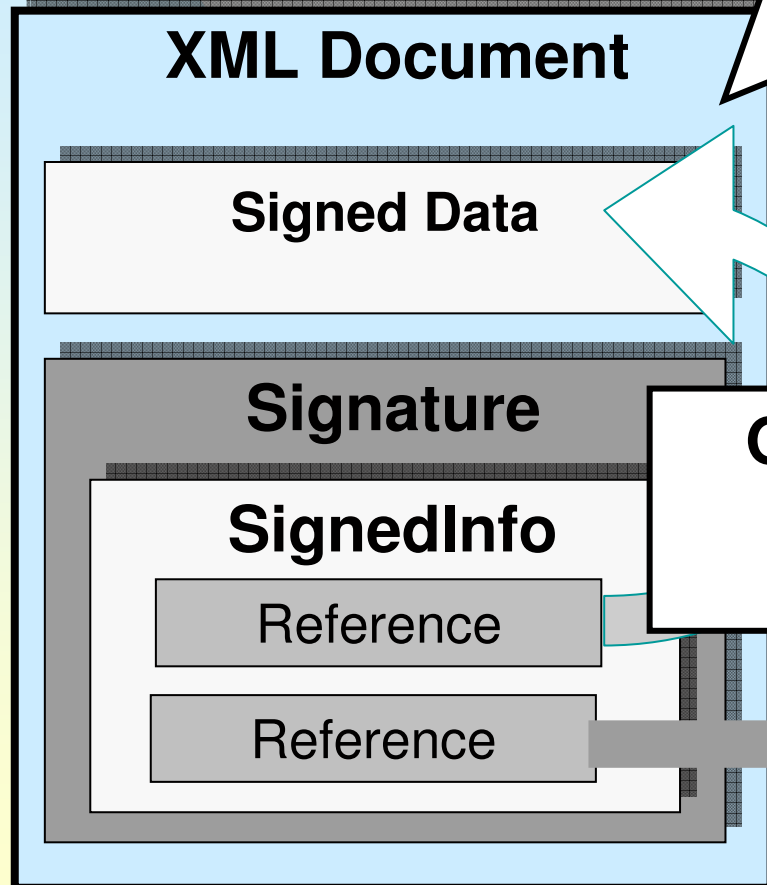 XML Document
Signed Data
Signature
SignedInfo
Reference
Reference